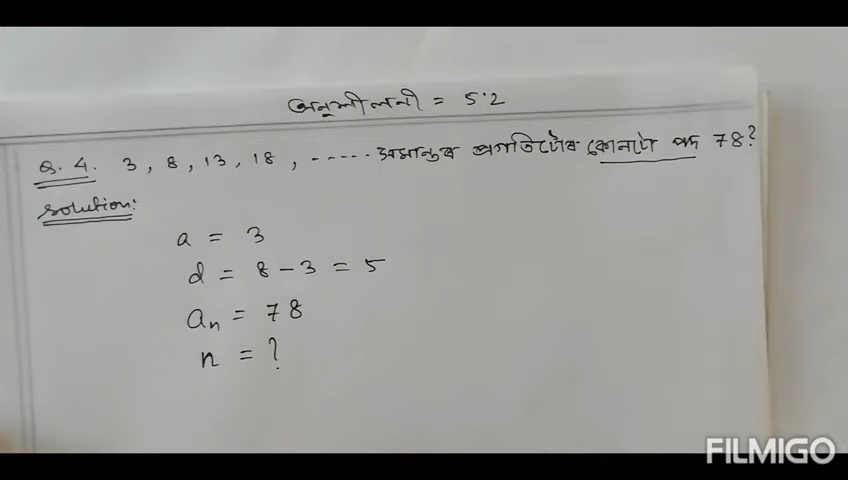 অনুশীলনী = 5.2
Q. 4. 3, 8, 13, 18, ..... সমান্তৰ প্ৰগতিটোৰ কোনটো পদ 78?
Solution:
a = 3
d = 8 - 3 = 5
aₙ = 78
n = ?
FILMIGO